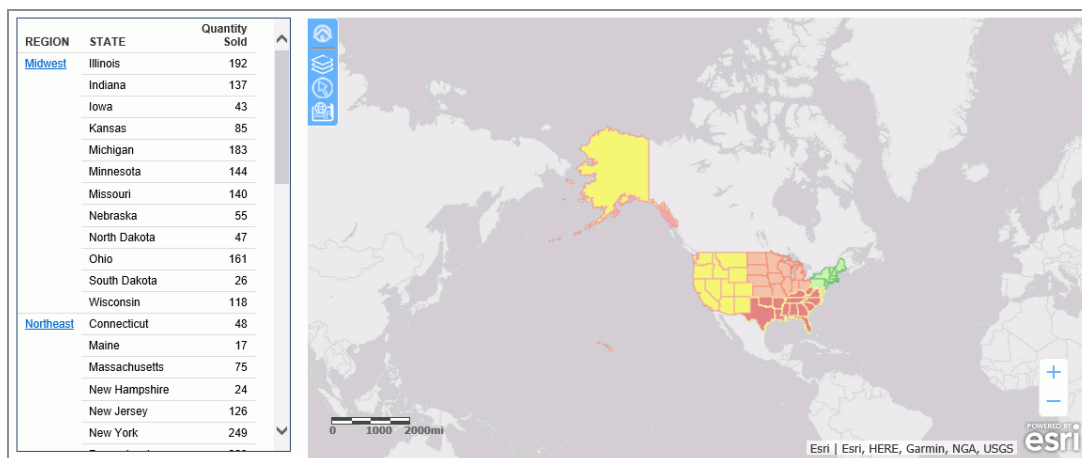 REGION STATE Quantity Sold
Midwest Illinois 192
Indiana 137
Iowa 43
Kansas 85
Michigan 183
Minnesota 144
Missouri 140
Nebraska 55
North Dakota 47
Ohio 161
South Dakota 26
Wisconsin 118
Northeast Connecticut 48
Maine 17
Massachusetts 75
New Hampshire 24
New Jersey 126
New York 249
0 1000 2000mi
+
−
POWERED BY
esri
Esri | Esri, HERE, Garmin, NGA, USGS